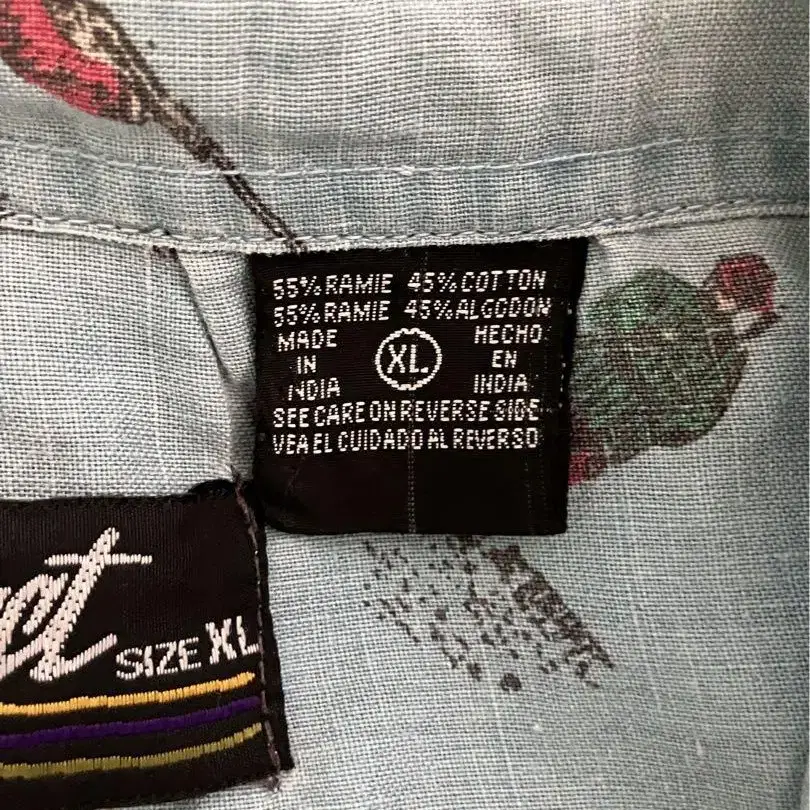 55% RAMIE 45% COTTON
55% RAMIE 45% ALGODON
MADE HECHO
IN XL EN
INDIA INDIA
SEE CARE ON REVERSE SIDE
VEA EL CUIDADO AL REVERSO
SIZE XL